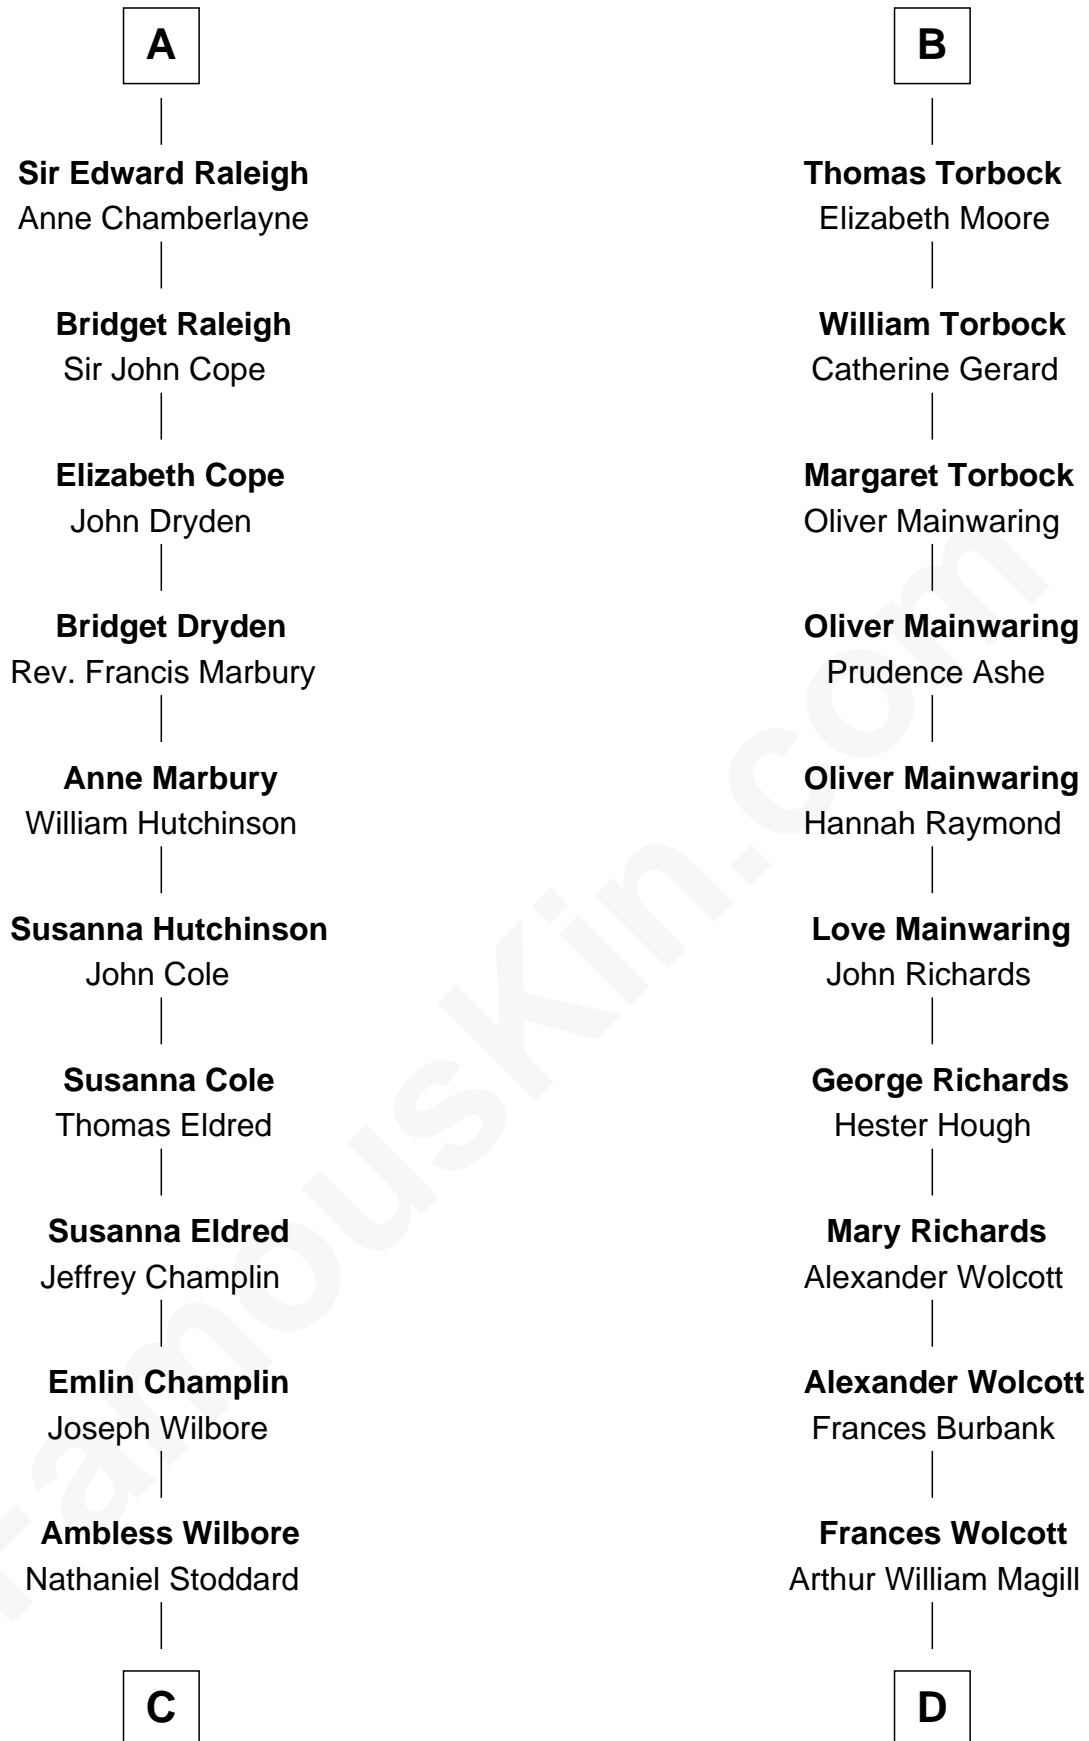 A
Sir Edward Raleigh
Anne Chamberlayne
Bridget Raleigh
Sir John Cope
Elizabeth Cope
John Dryden
Bridget Dryden
Rev. Francis Marbury
Anne Marbury
William Hutchinson
Susanna Hutchinson
John Cole
Susanna Cole
Thomas Eldred
Susanna Eldred
Jeffrey Champlin
Emlin Champlin
Joseph Wilbore
Ambless Wilbore
Nathaniel Stoddard
C
B
Thomas Torbock
Elizabeth Moore
William Torbock
Catherine Gerard
Margaret Torbock
Oliver Mainwaring
Oliver Mainwaring
Prudence Ashe
Oliver Mainwaring
Hannah Raymond
Love Mainwaring
John Richards
George Richards
Hester Hough
Mary Richards
Alexander Wolcott
Alexander Wolcott
Frances Burbank
Frances Wolcott
Arthur William Magill
D
FamousKin.com